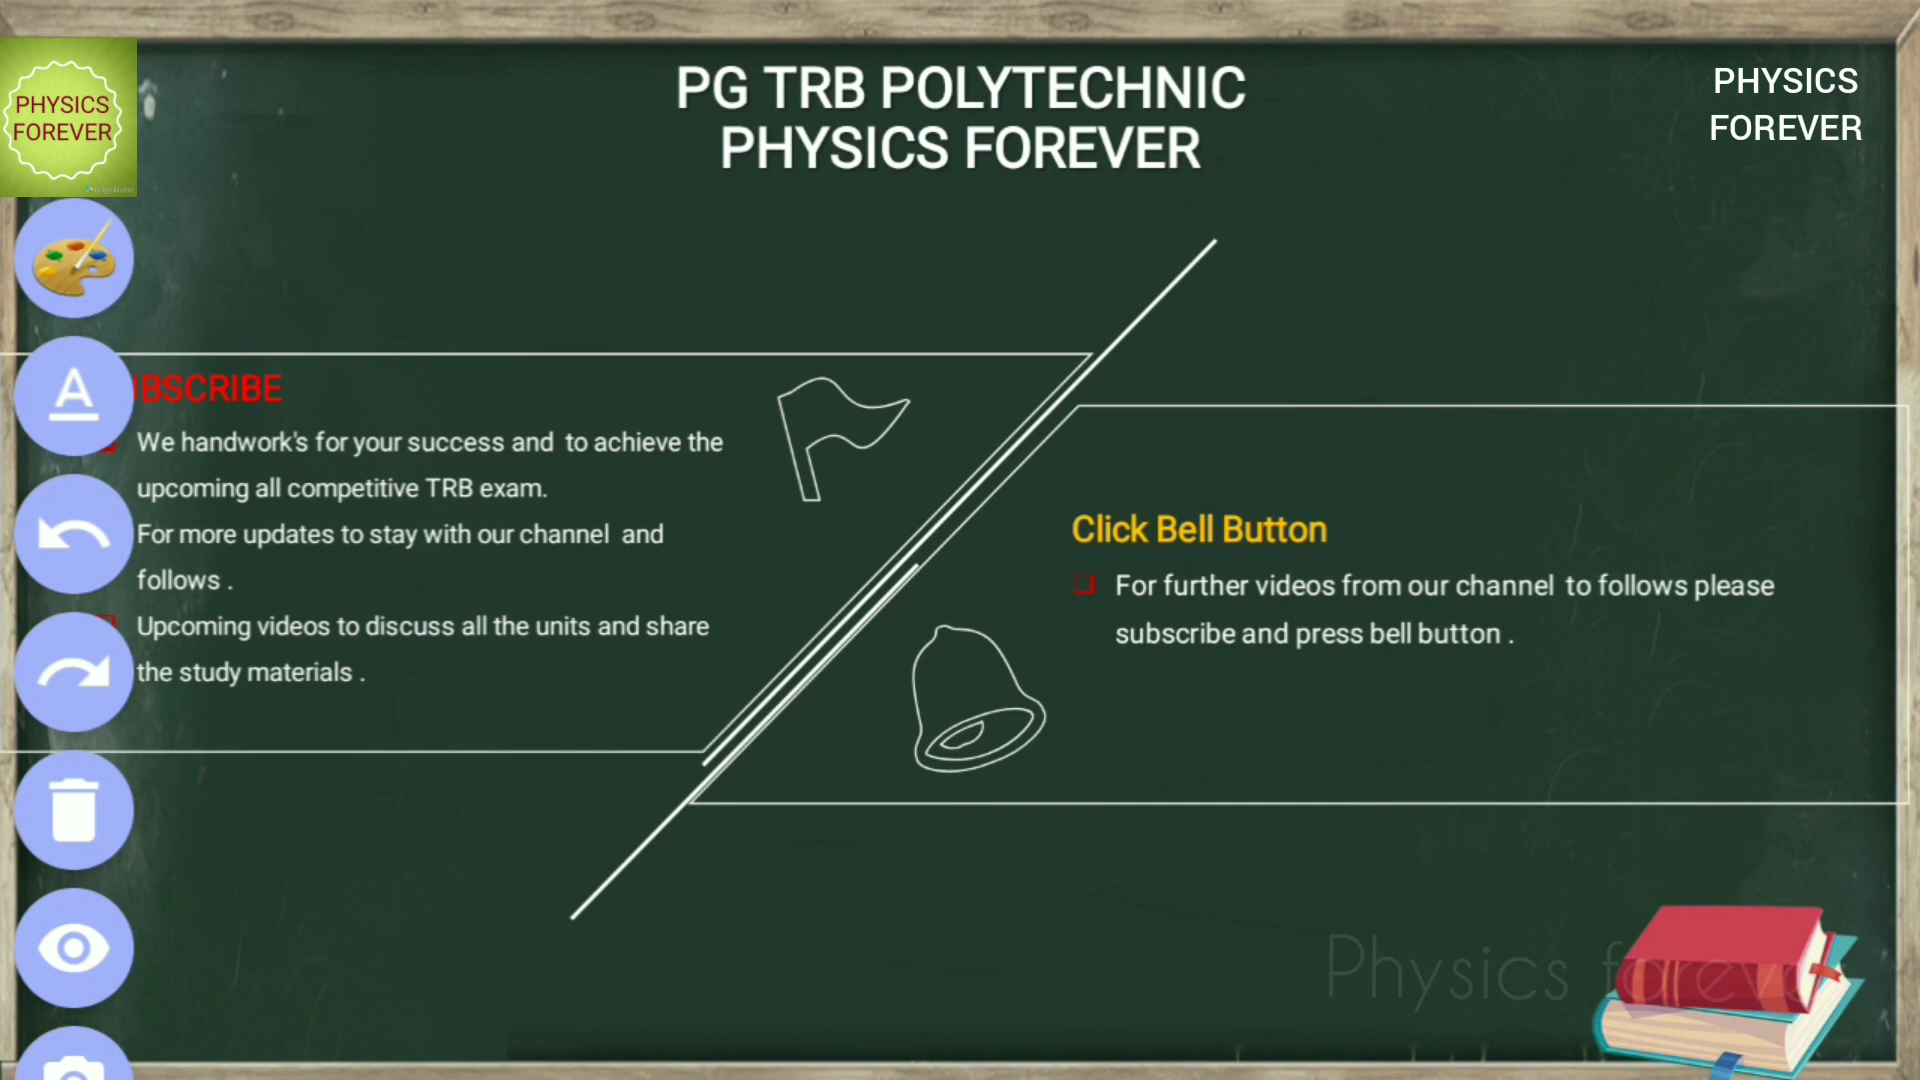 PHYSICS
FOREVER
PG TRB POLYTECHNIC
PHYSICS FOREVER
PHYSICS
FOREVER
A
BSCRIBE
We handwork's for your success and to achieve the
upcoming all competitive TRB exam.
For more updates to stay with our channel and
follows .
Upcoming videos to discuss all the units and share
the study materials .
Click Bell Button
For further videos from our channel to follows please
subscribe and press bell button .
Physics forever